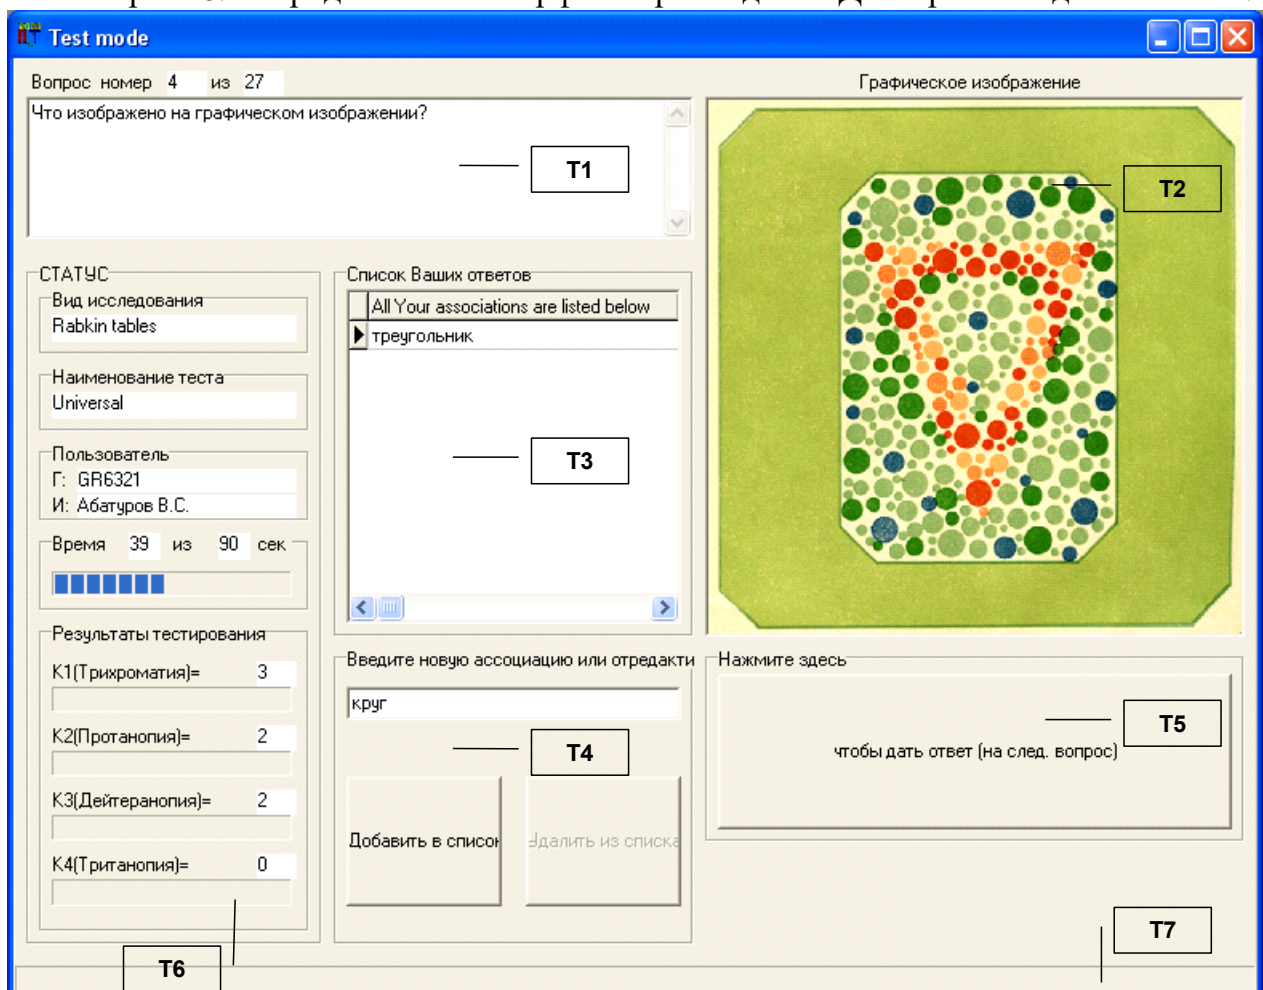 Test mode
Вопрос номер 4 из 27
Что изображено на графическом изображении?
T1
Графическое изображение
T2
СТАТУС
Вид исследования
Rabkin tables
Наименование теста
Universal
Пользователь
Г: GR6321
И: Абатуров В.С.
Время 39 из 90 сек
Результаты тестирования
К1(Трихроматия)= 3
К2(Протанопия)= 2
К3(Дейтеранопия)= 2
К4(Тританопия)= 0
T6
Список Ваших ответов
All Your associations are listed below
треугольник
T3
Введите новую ассоциацию или отредакти
круг
T4
Добавить в список
Удалить из списка
Нажмите здесь
T5
чтобы дать ответ (на след. вопрос)
T7